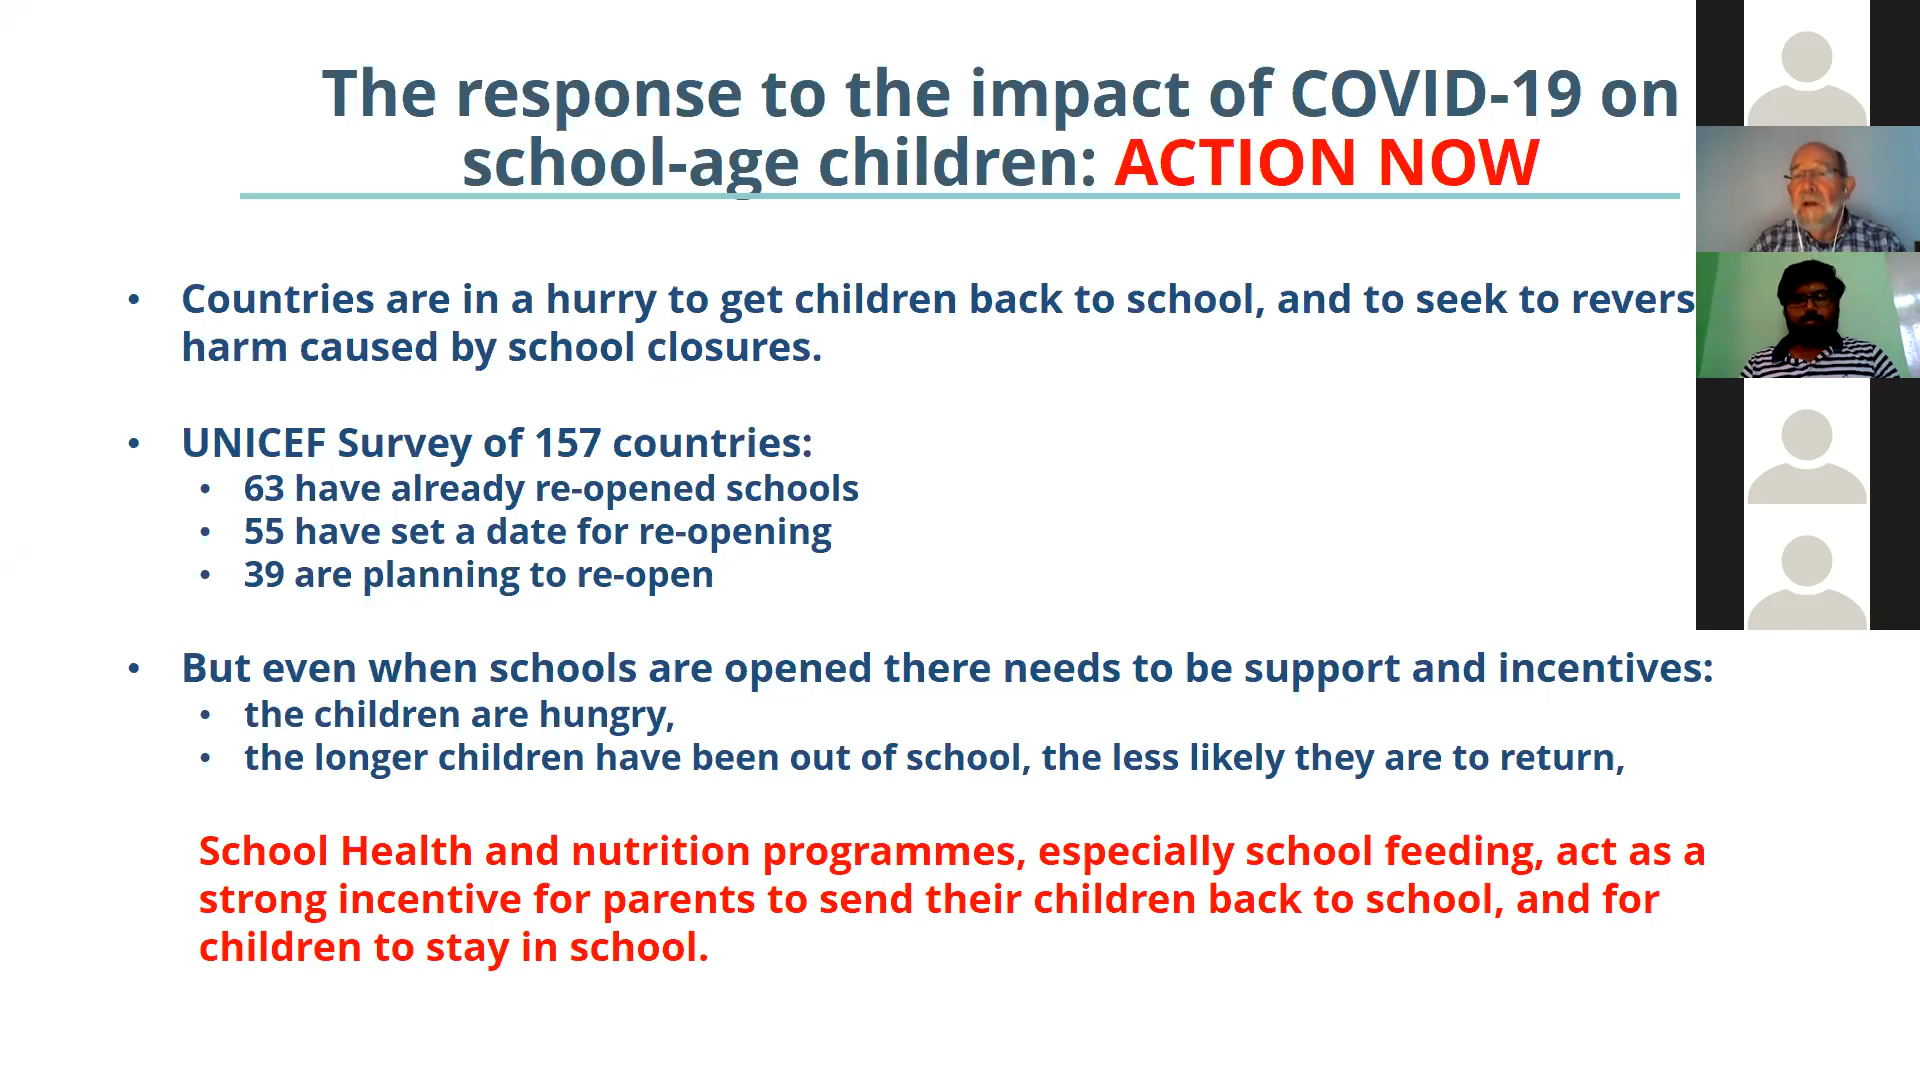 The response to the impact of COVID-19 on
school-age children: ACTION NOW
• Countries are in a hurry to get children back to school, and to seek to revers
harm caused by school closures.
• UNICEF Survey of 157 countries:
• 63 have already re-opened schools
• 55 have set a date for re-opening
• 39 are planning to re-open
• But even when schools are opened there needs to be support and incentives:
• the children are hungry,
• the longer children have been out of school, the less likely they are to return,
School Health and nutrition programmes, especially school feeding, act as a
strong incentive for parents to send their children back to school, and for
children to stay in school.